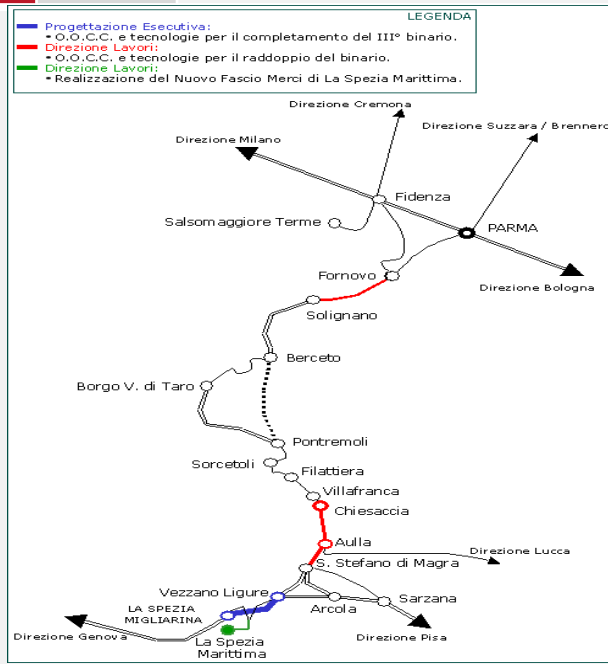 LEGENDA
Progettazione Esecutiva:
• O.O.C.C. e tecnologie per il completamento del III° binario.
Direzione Lavori:
• O.O.C.C. e tecnologie per il raddoppio del binario.
Direzione Lavori:
• Realizzazione del Nuovo Fascio Merci di La Spezia Marittima.
Direzione Cremona
Direzione Suzzara / Brennero
Direzione Milano
Fidenza
Salsomaggiore Terme
PARMA
Fornovo
Direzione Bologna
Solignano
Berceto
Borgo V. di Taro
Pontremoli
Sorcetoli
Filattiera
Villafranca
Chiesaccia
Aulla
Direzione Lucca
S. Stefano di Magra
Vezzano Ligure
LA SPEZIA
MIGLIARINA
Arcola
Sarzana
Direzione Genova
La Spezia
Marittima
Direzione Pisa